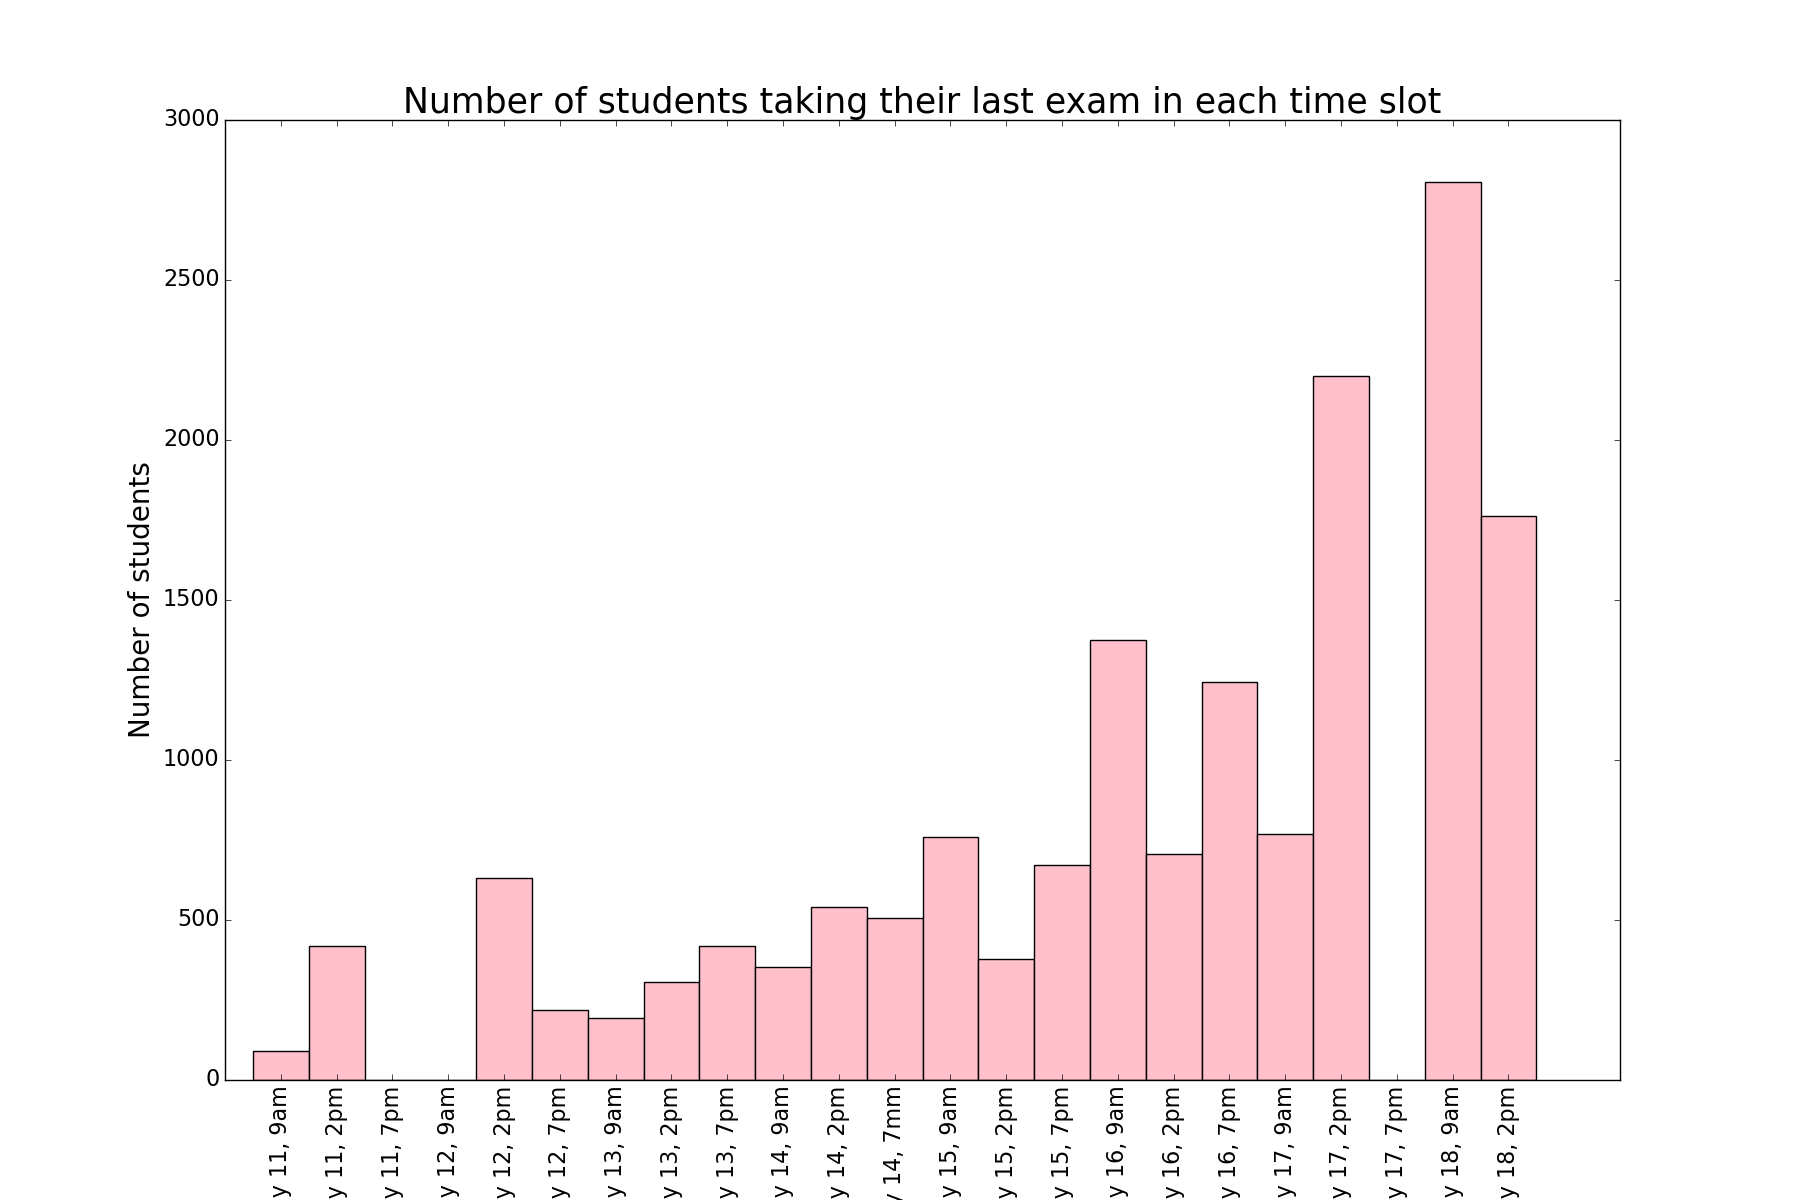 Number of students taking their last exam in each time slot
Number of students
3000
2500
2000
1500
1000
500
0
y 11, 9am
y 11, 2pm
y 11, 7pm
y 12, 9am
y 12, 2pm
y 12, 7pm
y 13, 9am
y 13, 2pm
y 13, 7pm
y 14, 9am
y 14, 2pm
y 14, 7mm
y 15, 9am
y 15, 2pm
y 15, 7pm
y 16, 9am
y 16, 2pm
y 16, 7pm
y 17, 9am
y 17, 2pm
y 17, 7pm
y 18, 9am
y 18, 2pm